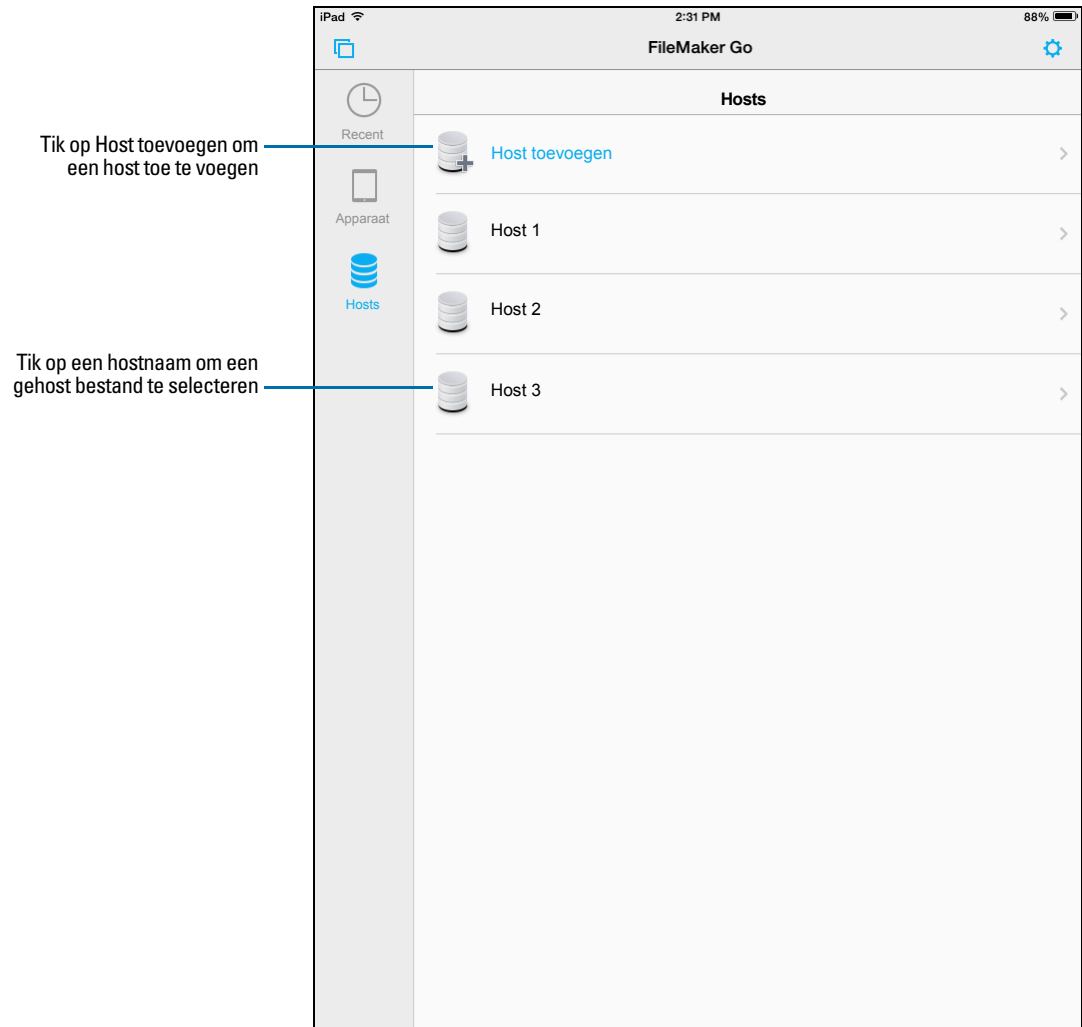 iPad 2:31 PM 88%
FileMaker Go
Hosts
Recent
Apparaat
Hosts
Tik op Host toevoegen om
een host toe te voegen
Host toevoegen
Host 1
Host 2
Tik op een hostnaam om een
gehost bestand te selecteren
Host 3